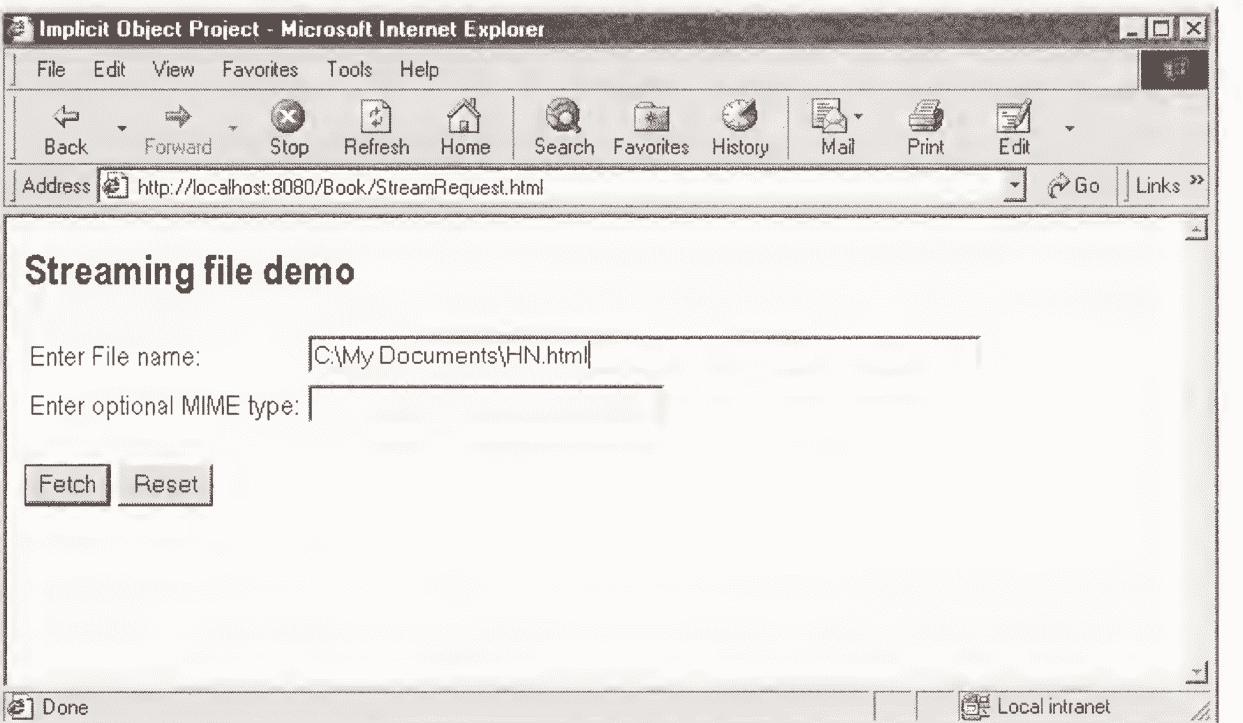 Implicit Object Project - Microsoft Internet Explorer
File Edit View Favorites Tools Help
Back Forward Stop Refresh Home Search Favorites History Mail Print Edit
Address http://localhost:8080/Book/StreamRequest.html Go Links »
Streaming file demo
Enter File name: C:\My Documents\HN.html
Enter optional MIME type:
Fetch Reset
Done Local intranet